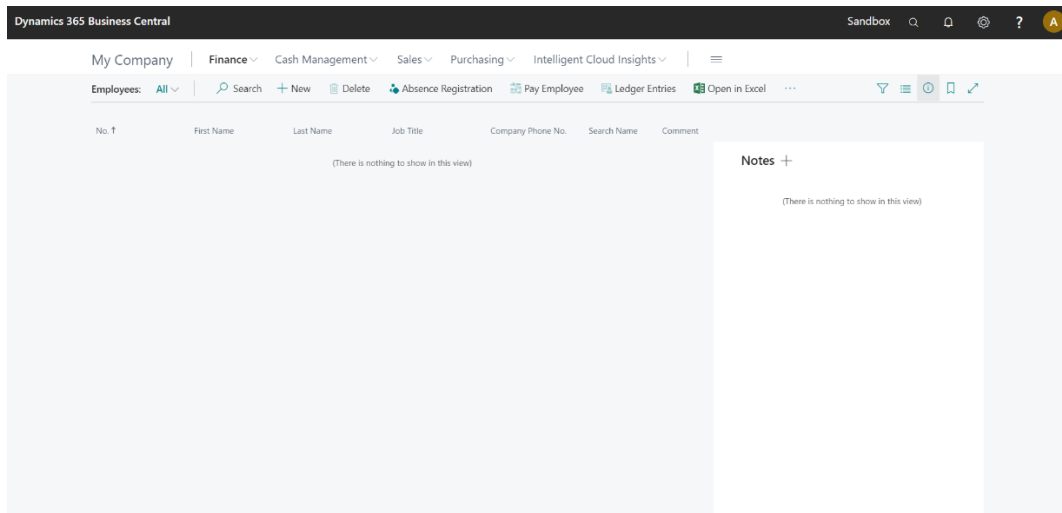 Dynamics 365 Business Central Sandbox ? A
My Company Finance Cash Management Sales Purchasing Intelligent Cloud Insights
Employees: All Search + New Delete Absence Registration Pay Employee Ledger Entries Open in Excel ...
No. ↑ First Name Last Name Job Title Company Phone No. Search Name Comment
(There is nothing to show in this view)
Notes +
(There is nothing to show in this view)